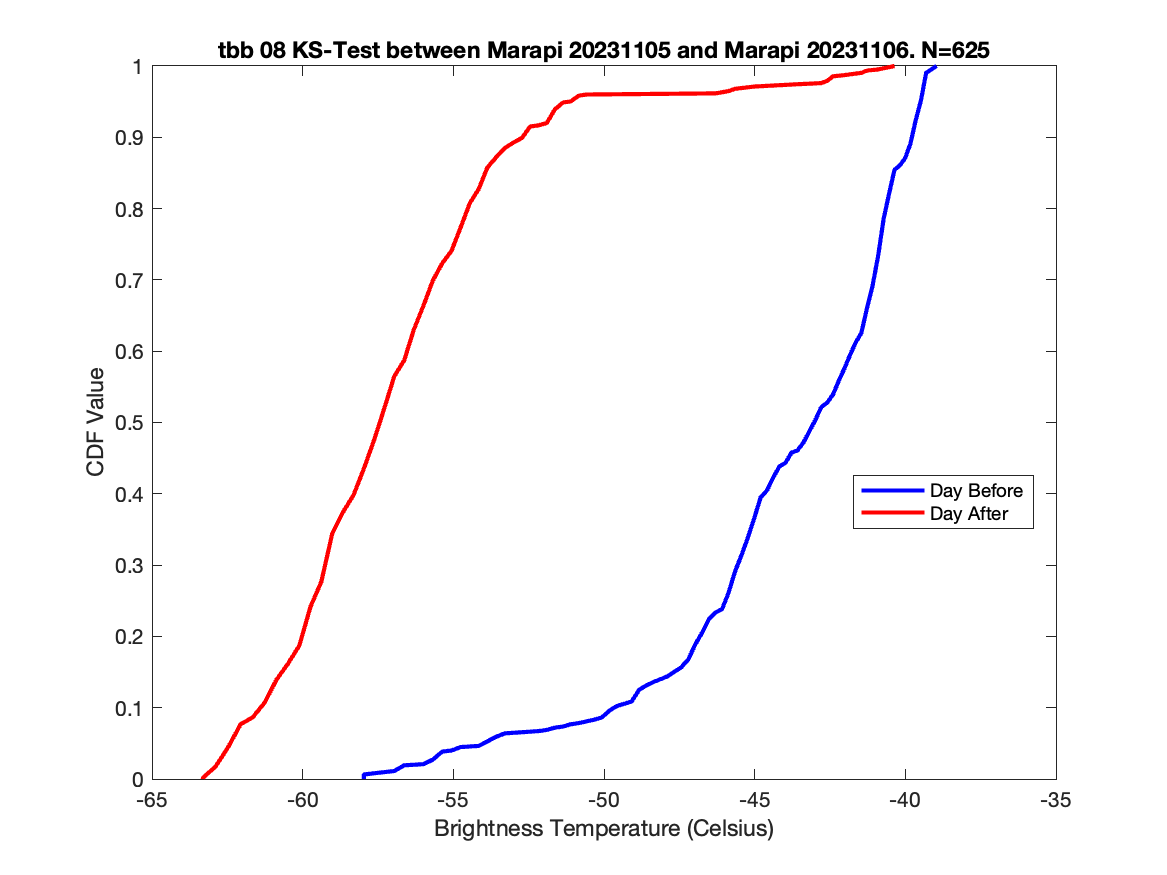 tbb 08 KS-Test between Marapi 20231105 and Marapi 20231106. N=625
1
0.9
0.8
0.7
0.6
0.5
0.4
0.3
0.2
0.1
0
CDF Value
Day Before
Day After
-65 -60 -55 -50 -45 -40 -35
Brightness Temperature (Celsius)